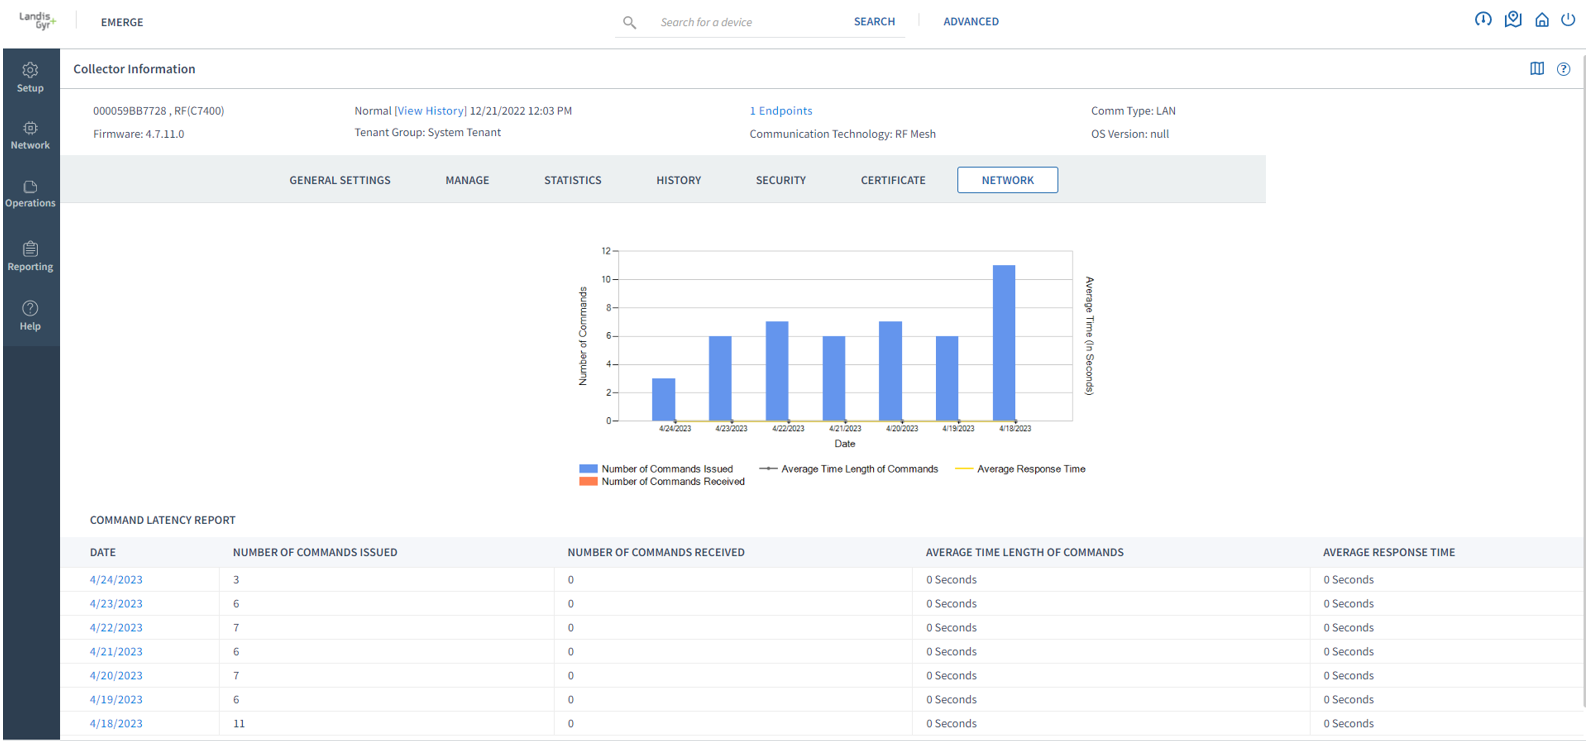 Landis
Gyr+
EMERGE
Search for a device
SEARCH
ADVANCED
Setup
Network
Operations
Reporting
Help
Collector Information
000059BB7728 , RF(C7400)
Normal [View History] 12/21/2022 12:03 PM
1 Endpoints
Comm Type: LAN
Firmware: 4.7.11.0
Tenant Group: System Tenant
Communication Technology: RF Mesh
OS Version: null
GENERAL SETTINGS
MANAGE
STATISTICS
HISTORY
SECURITY
CERTIFICATE
NETWORK
Number of Commands
12
10
8
6
4
2
0
4/24/2023
4/23/2023
4/22/2023
4/21/2023
4/20/2023
4/19/2023
4/18/2023
Date
Average Time (In Seconds)
Number of Commands Issued
Average Time Length of Commands
Average Response Time
Number of Commands Received
COMMAND LATENCY REPORT
DATE NUMBER OF COMMANDS ISSUED NUMBER OF COMMANDS RECEIVED AVERAGE TIME LENGTH OF COMMANDS AVERAGE RESPONSE TIME
4/24/2023 3 0 0 Seconds 0 Seconds
4/23/2023 6 0 0 Seconds 0 Seconds
4/22/2023 7 0 0 Seconds 0 Seconds
4/21/2023 6 0 0 Seconds 0 Seconds
4/20/2023 7 0 0 Seconds 0 Seconds
4/19/2023 6 0 0 Seconds 0 Seconds
4/18/2023 11 0 0 Seconds 0 Seconds